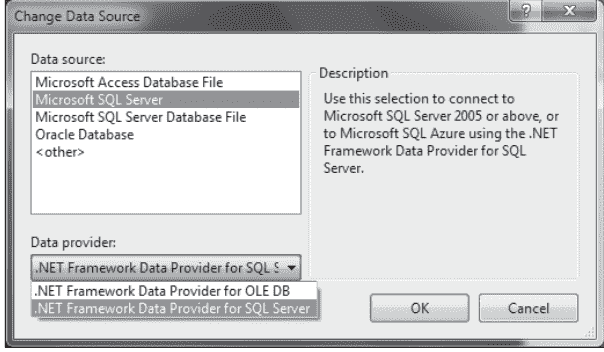 Change Data Source
Data source:
Microsoft Access Database File
Microsoft SQL Server
Microsoft SQL Server Database File
Oracle Database
<other>
Description
Use this selection to connect to
Microsoft SQL Server 2005 or above, or
to Microsoft SQL Azure using the .NET
Framework Data Provider for SQL
Server.
Data provider:
.NET Framework Data Provider for SQL S
.NET Framework Data Provider for OLE DB
.NET Framework Data Provider for SQL Server
OK
Cancel